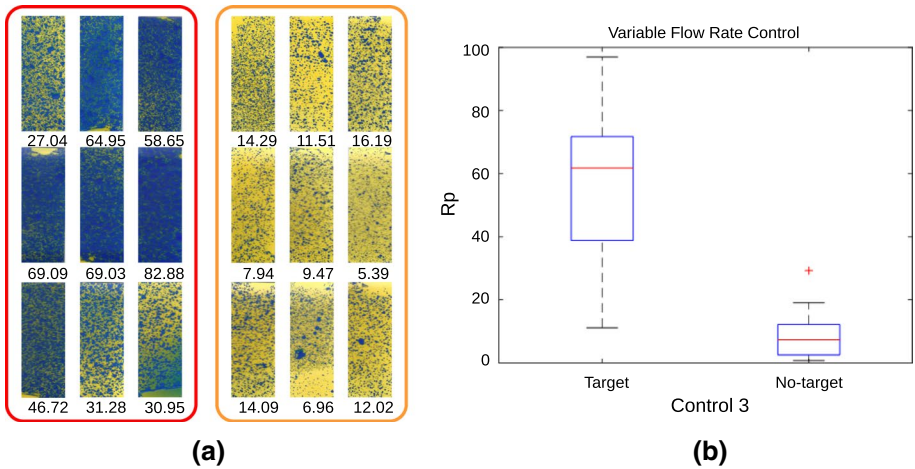 27.04 64.95 58.65
69.09 69.03 82.88
46.72 31.28 30.95
14.29 11.51 16.19
7.94 9.47 5.39
14.09 6.96 12.02
(a)
Variable Flow Rate Control
100
80
60
40
20
0
Rp
Target No-target
Control 3
(b)